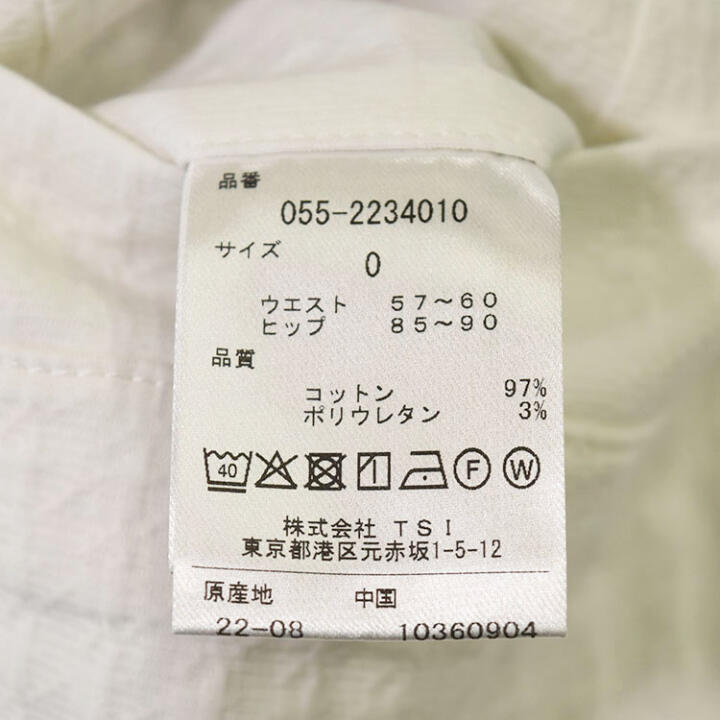 品番
055-2234010
サイズ
0
ウエスト 57～60
ヒップ 85～90
品質
コットン 97%
ポリウレタン 3%
40 F W
株式会社 TSI
東京都港区元赤坂1-5-12
原産地 中国
22-08 10360904